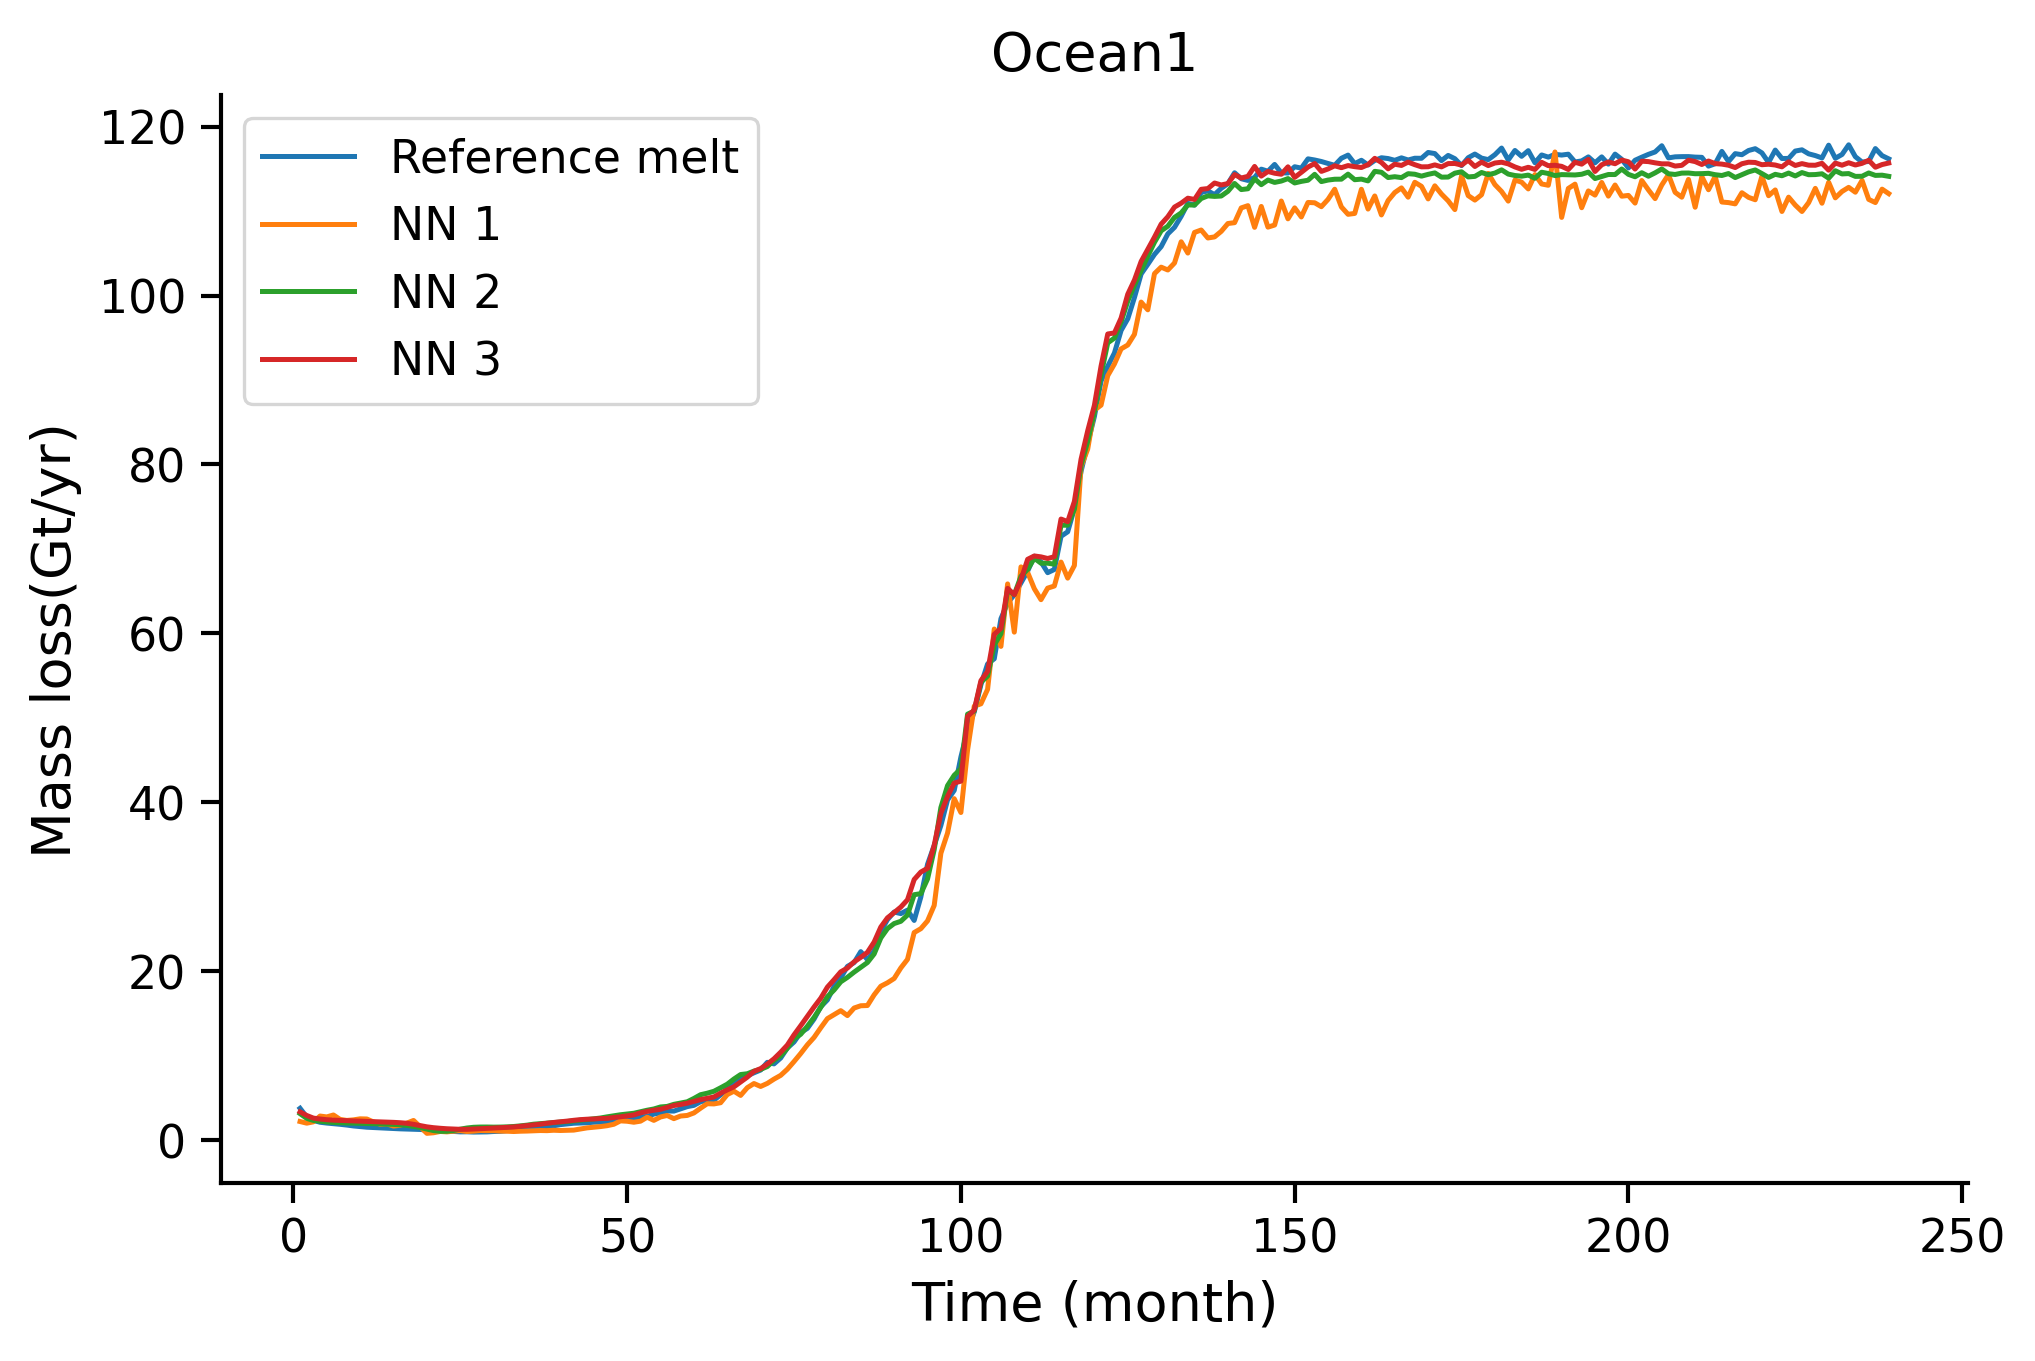 Ocean1
120
100
80
60
40
20
0
Mass loss(Gt/yr)
Reference melt
NN 1
NN 2
NN 3
0 50 100 150 200 250
Time (month)